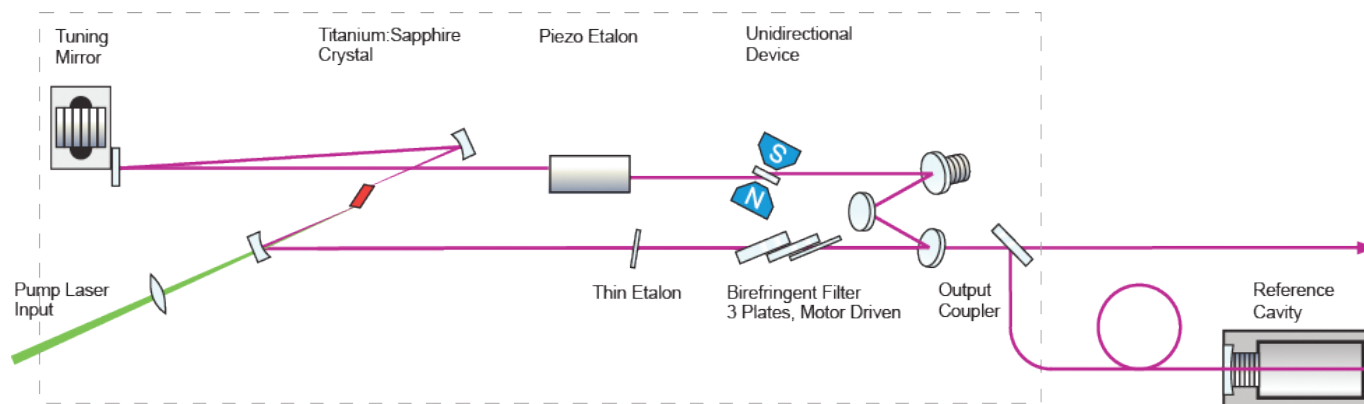 Tuning
Mirror
Titanium:Sapphire
Crystal
Piezo Etalon
Unidirectional
Device
S
N
Pump Laser
Input
Thin Etalon
Birefringent Filter
3 Plates, Motor Driven
Output
Coupler
Reference
Cavity